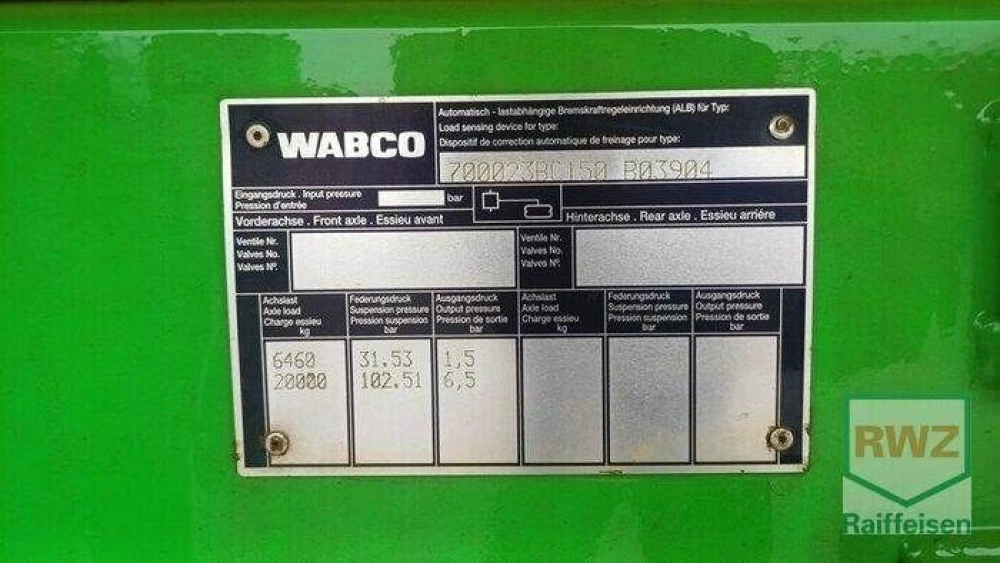 WABCO
Automatisch - lastabhängige Bremskraftregeleinrichtung (ALB) für Typ:
Load sensing device for type:
Dispositif de correction automatique de freinage pour type:
700023BC150 B03904
Eingangsdruck . Input pressure
Pression d'entrée
bar
Vorderachse . Front axle . Essieu avant
Hinterachse . Rear axle . Essieu arriére
Ventile Nr.
Valves No.
Valves Nº.
Ventile Nr.
Valves No.
Valves Nº.
Achslast
Axle load
Charge essieu
kg
Federungsdruck
Suspension pressure
Pression suspension
bar
Ausgangsdruck
Output pressure
Pression de sortie
bar
Achslast
Axle load
Charge essieu
kg
Federungsdruck
Suspension pressure
Pression suspension
bar
Ausgangsdruck
Output pressure
Pression de sortie
bar
6460 31.53 1,5
20000 102.51 6,5
RWZ
Raiffeisen